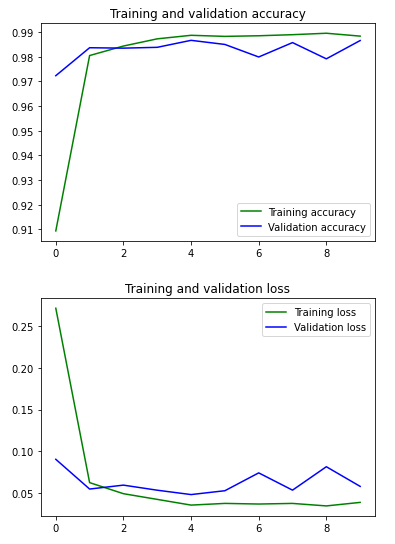 Training and validation accuracy
0.99
0.98
0.97
0.96
0.95
0.94
0.93
0.92
0.91
Training accuracy
Validation accuracy
0 2 4 6 8
Training and validation loss
Training loss
Validation loss
0.25
0.20
0.15
0.10
0.05
0 2 4 6 8